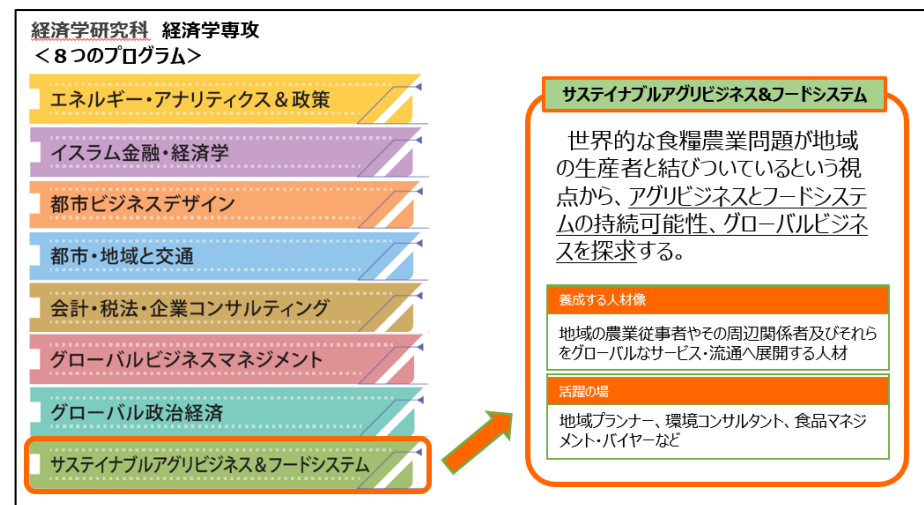 経済学研究科 経済学専攻
＜８つのプログラム＞
エネルギー・アナリティクス＆政策
イスラム金融・経済学
都市ビジネスデザイン
都市・地域と交通
会計・税法・企業コンサルティング
グローバルビジネスマネジメント
グローバル政治経済
サステイナブルアグリビジネス＆フードシステム
サステイナブルアグリビジネス&フードシステム
世界的な食糧農業問題が地域
の生産者と結びついているという視
点から、アグリビジネスとフードシステ
ムの持続可能性、グローバルビジネ
スを探求する。
養成する人材像
地域の農業従事者やその周辺関係者及びそれら
をグローバルなサービス・流通へ展開する人材
活躍の場
地域プランナー、環境コンサルタント、食品マネジ
メント・バイヤーなど